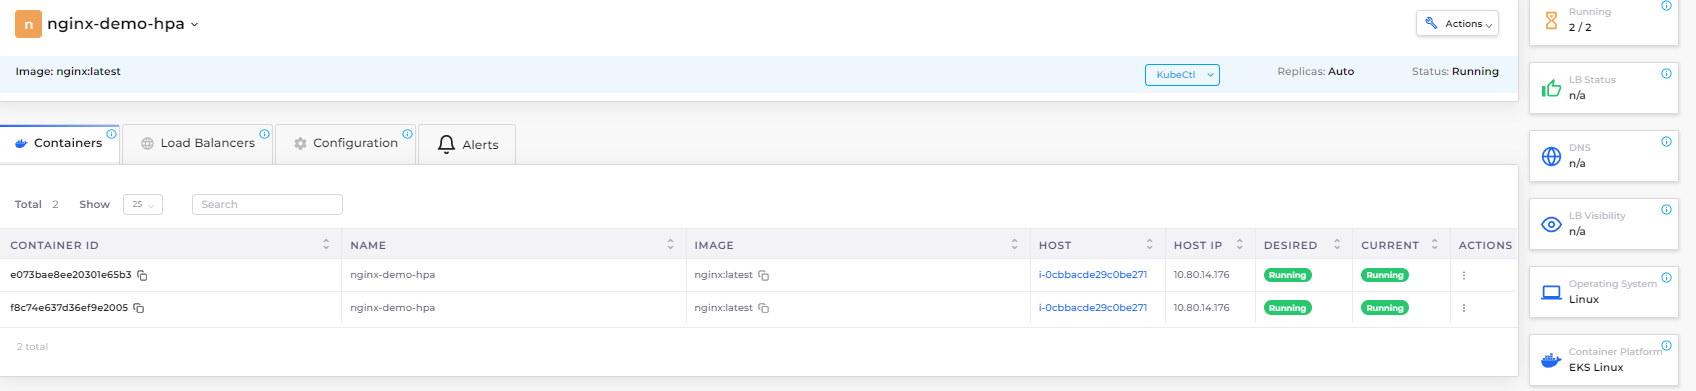 n nginx-demo-hpa
Actions
Image: nginx:latest
KubeCtl
Replicas: Auto
Status: Running
Containers
Load Balancers
Configuration
Alerts
Total 2 Show 25 Search
CONTAINER ID NAME IMAGE HOST HOST IP DESIRED CURRENT ACTIONS
e073bae8ee20301e65b3 nginx-demo-hpa nginx:latest i-0cbbacde29c0be271 10.80.14.176 Running Running
f8c74e637d36ef9e2005 nginx-demo-hpa nginx:latest i-0cbbacde29c0be271 10.80.14.176 Running Running
2 total
Running
2 / 2
LB Status
n/a
DNS
n/a
LB Visibility
n/a
Operating System
Linux
Container Platform
EKS Linux